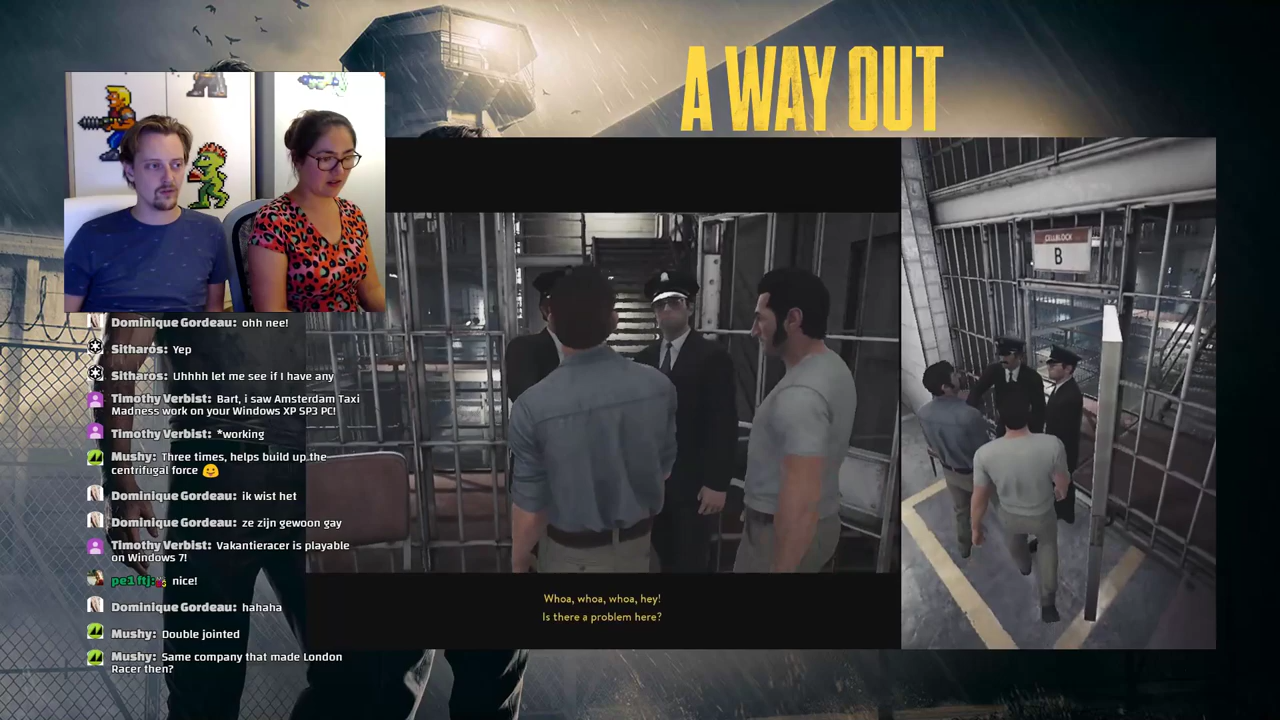 A WAY OUT
CELLBLOCK
B
Dominique Gordeau: ohh nee!
Sitharos: Yep
Sitharos: Uhhhh let me see if I have any
Timothy Verbist: Bart, i saw Amsterdam Taxi
Madness work on your Windows XP SP3 PC!
Timothy Verbist: *working
Mushy: Three times, helps build up the
centrifugal force
Dominique Gordeau: ik wist het
Dominique Gordeau: ze zijn gewoon gay
Timothy Verbist: Vakantieracer is playable
on Windows 7!
pe1 ftj: nice!
Dominique Gordeau: hahaha
Mushy: Double jointed
Mushy: Same company that made London
Racer then?
Whoa, whoa, whoa, hey!
Is there a problem here?